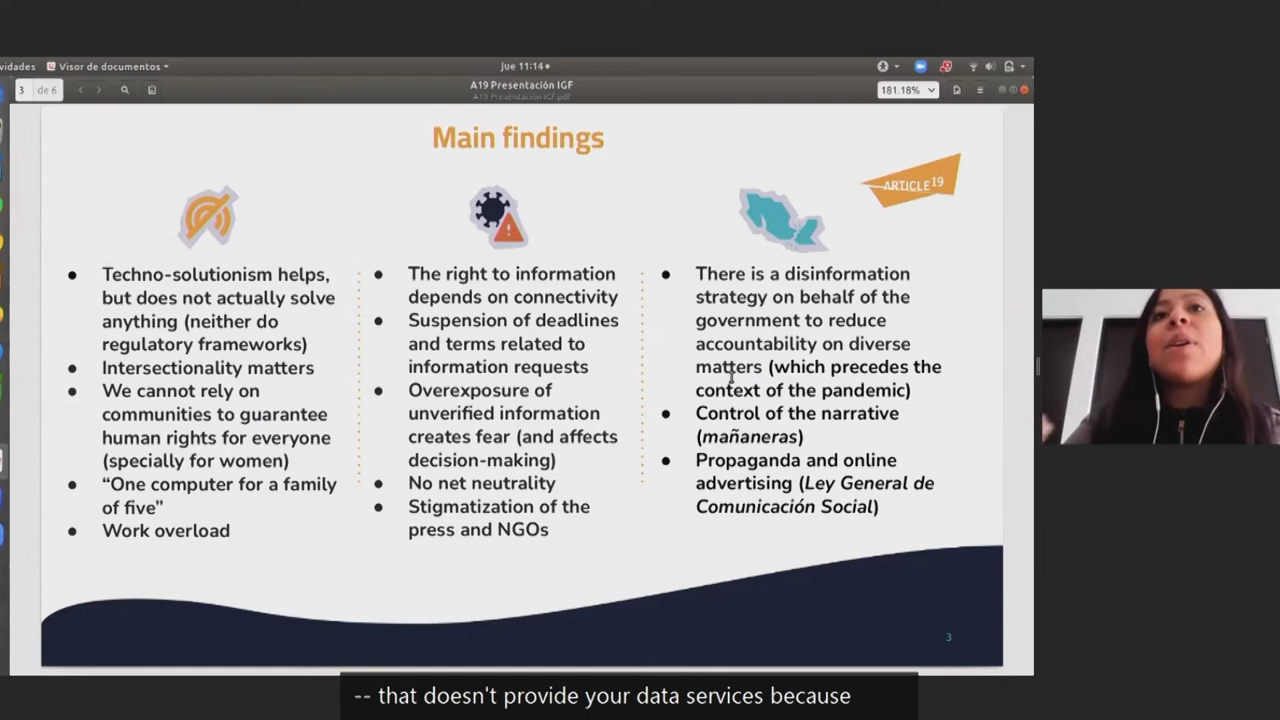 vidades
Visor de documentos
Jue 11:14
3 de 6
A19 Presentación IGF
A19 Presentación IGF.pdf
181.18%
Main findings
ARTICLE 19
Techno-solutionism helps,
but does not actually solve
anything (neither do
regulatory frameworks)
Intersectionality matters
We cannot rely on
communities to guarantee
human rights for everyone
(specially for women)
“One computer for a family
of five”
Work overload
The right to information
depends on connectivity
Suspension of deadlines
and terms related to
information requests
Overexposure of
unverified information
creates fear (and affects
decision-making)
No net neutrality
Stigmatization of the
press and NGOs
There is a disinformation
strategy on behalf of the
government to reduce
accountability on diverse
matters (which precedes the
context of the pandemic)
Control of the narrative
(mañaneras)
Propaganda and online
advertising (Ley General de
Comunicación Social)
3
-- that doesn't provide your data services because